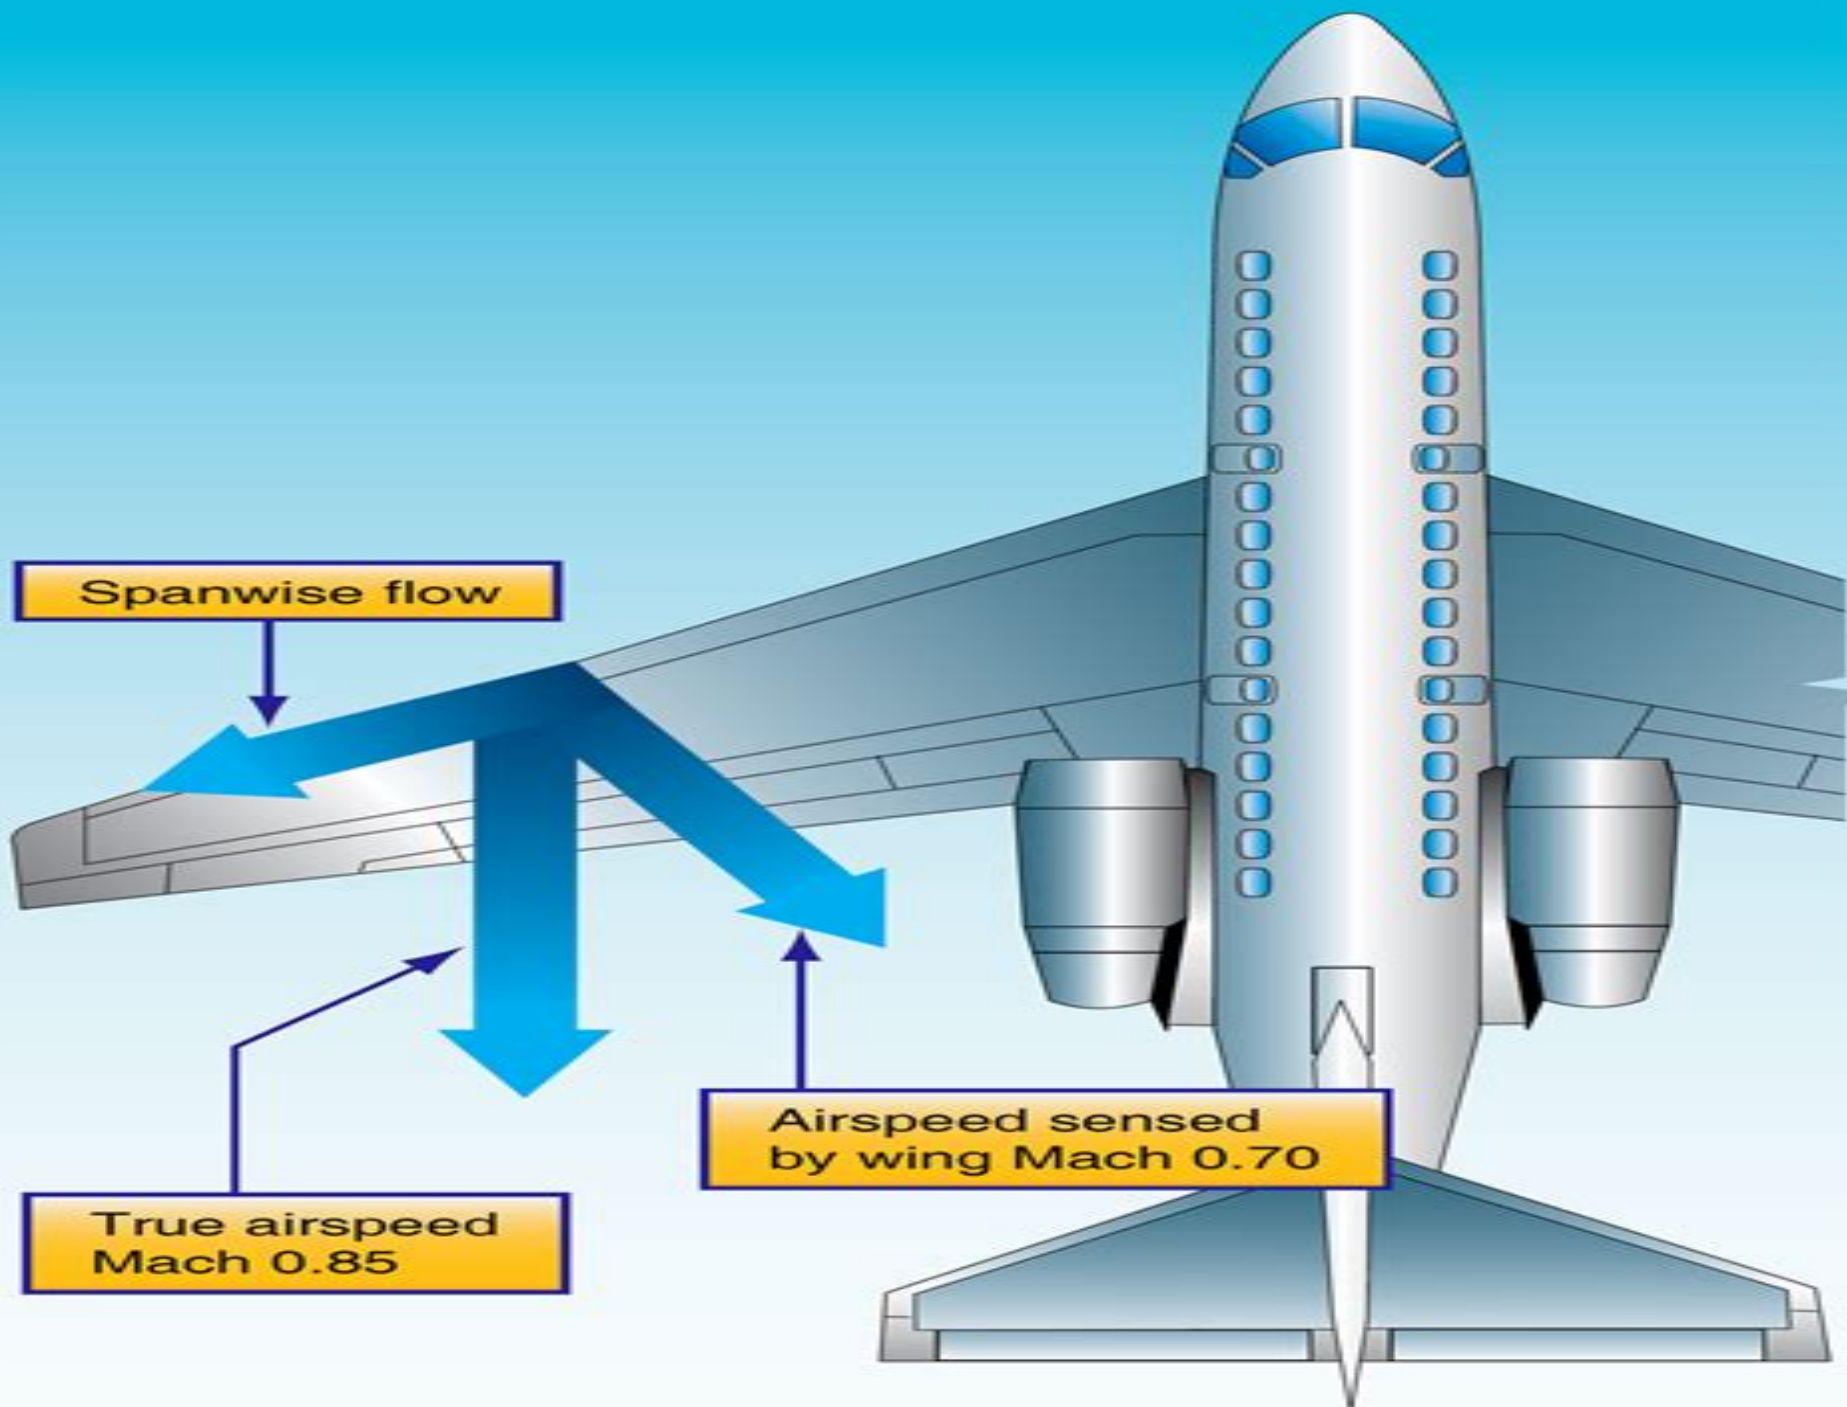 Spanwise flow
Airspeed sensed
by wing Mach 0.70
True airspeed
Mach 0.85